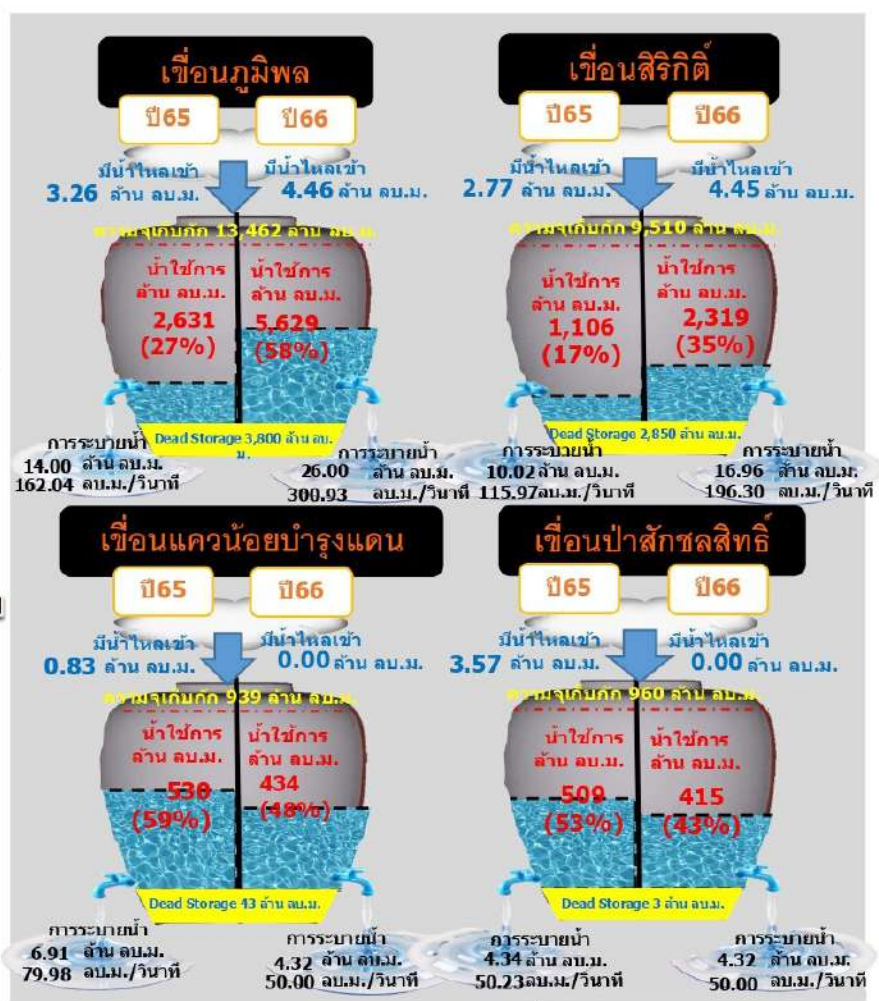 เขื่อนภูมิพล
ปี65
ปี66
มีน้ำไหลเข้า
3.26 ล้าน ลบ.ม.
มีน้ำไหลเข้า
4.46 ล้าน ลบ.ม.
ความจุเก็บกัก 13,462 ล้าน ลบ.ม.
น้ำใช้การ
ล้าน ลบ.ม.
2,631
(27%)
น้ำใช้การ
ล้าน ลบ.ม.
5,629
(58%)
Dead Storage 3,800 ล้าน ลบ.
ม.
การระบายน้ำ
14.00 ล้าน ลบ.ม.
162.04 ลบ.ม./วินาที
การระบายน้ำ
26.00 ล้าน ลบ.ม.
300.93 ลบ.ม./วินาที
เขื่อนสิริกิติ์
ปี65
ปี66
มีน้ำไหลเข้า
2.77 ล้าน ลบ.ม.
มีน้ำไหลเข้า
4.45 ล้าน ลบ.ม.
ความจุเก็บกัก 9,510 ล้าน ลบ.ม.
น้ำใช้การ
ล้าน ลบ.ม.
1,106
(17%)
น้ำใช้การ
ล้าน ลบ.ม.
2,319
(35%)
Dead Storage 2,850 ล้าน ลบ.ม.
การระบายน้ำ
10.02 ล้าน ลบ.ม.
115.97 ลบ.ม./วินาที
การระบายน้ำ
16.96 ล้าน ลบ.ม.
196.30 ลบ.ม./วินาที
เขื่อนแควน้อยบำรุงแดน
ปี65
ปี66
มีน้ำไหลเข้า
0.83 ล้าน ลบ.ม.
มีน้ำไหลเข้า
0.00 ล้าน ลบ.ม.
ความจุเก็บกัก 939 ล้าน ลบ.ม.
น้ำใช้การ
ล้าน ลบ.ม.
530
(59%)
น้ำใช้การ
ล้าน ลบ.ม.
434
(48%)
Dead Storage 43 ล้าน ลบ.ม.
การระบายน้ำ
6.91 ล้าน ลบ.ม.
79.98 ลบ.ม./วินาที
การระบายน้ำ
4.32 ล้าน ลบ.ม.
50.00 ลบ.ม./วินาที
เขื่อนป่าสักชลสิทธิ์
ปี65
ปี66
มีน้ำไหลเข้า
3.57 ล้าน ลบ.ม.
มีน้ำไหลเข้า
0.00 ล้าน ลบ.ม.
ความจุเก็บกัก 960 ล้าน ลบ.ม.
น้ำใช้การ
ล้าน ลบ.ม.
509
(53%)
น้ำใช้การ
ล้าน ลบ.ม.
415
(43%)
Dead Storage 3 ล้าน ลบ.ม.
การระบายน้ำ
4.34 ล้าน ลบ.ม.
50.23 ลบ.ม./วินาที
การระบายน้ำ
4.32 ล้าน ลบ.ม.
50.00 ลบ.ม./วินาที